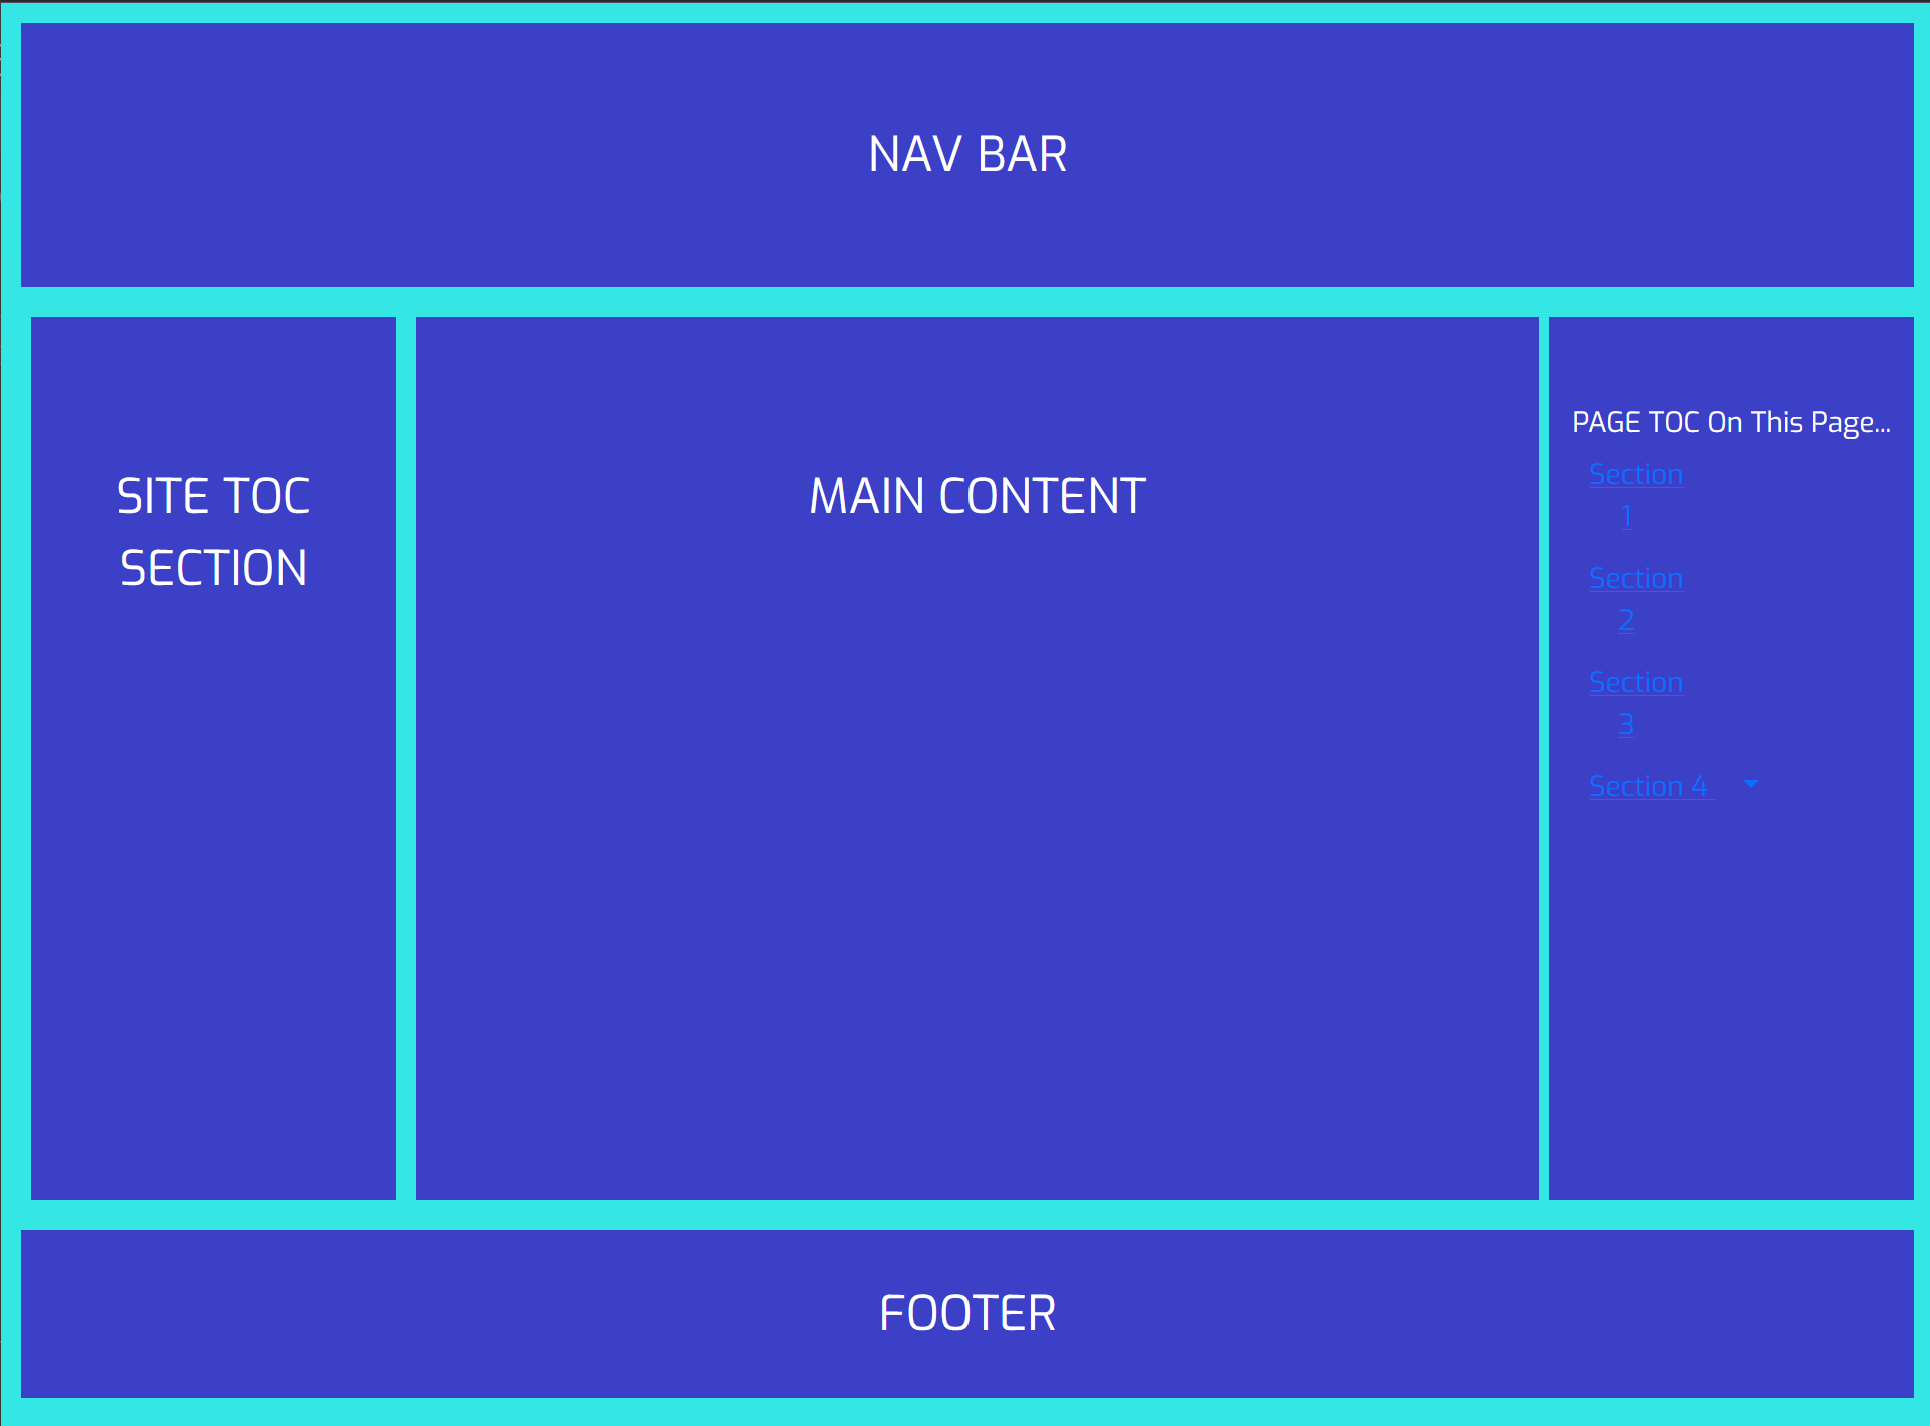 NAV BAR
SITE TOC
SECTION
MAIN CONTENT
PAGE TOC On This Page...
Section
1
Section
2
Section
3
Section 4
FOOTER